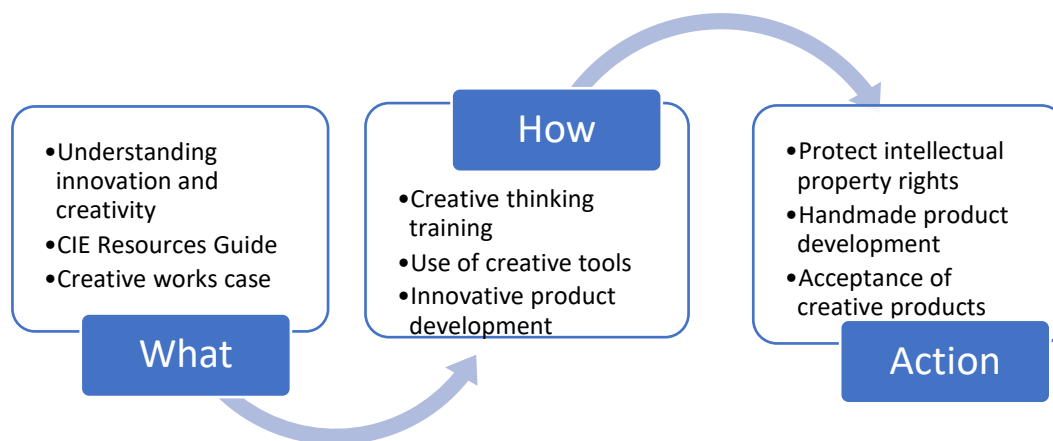 •Understanding
innovation and
creativity
•CIE Resources Guide
•Creative works case
What
How
•Creative thinking
training
•Use of creative tools
•Innovative product
development
•Protect intellectual
property rights
•Handmade product
development
•Acceptance of
creative products
Action